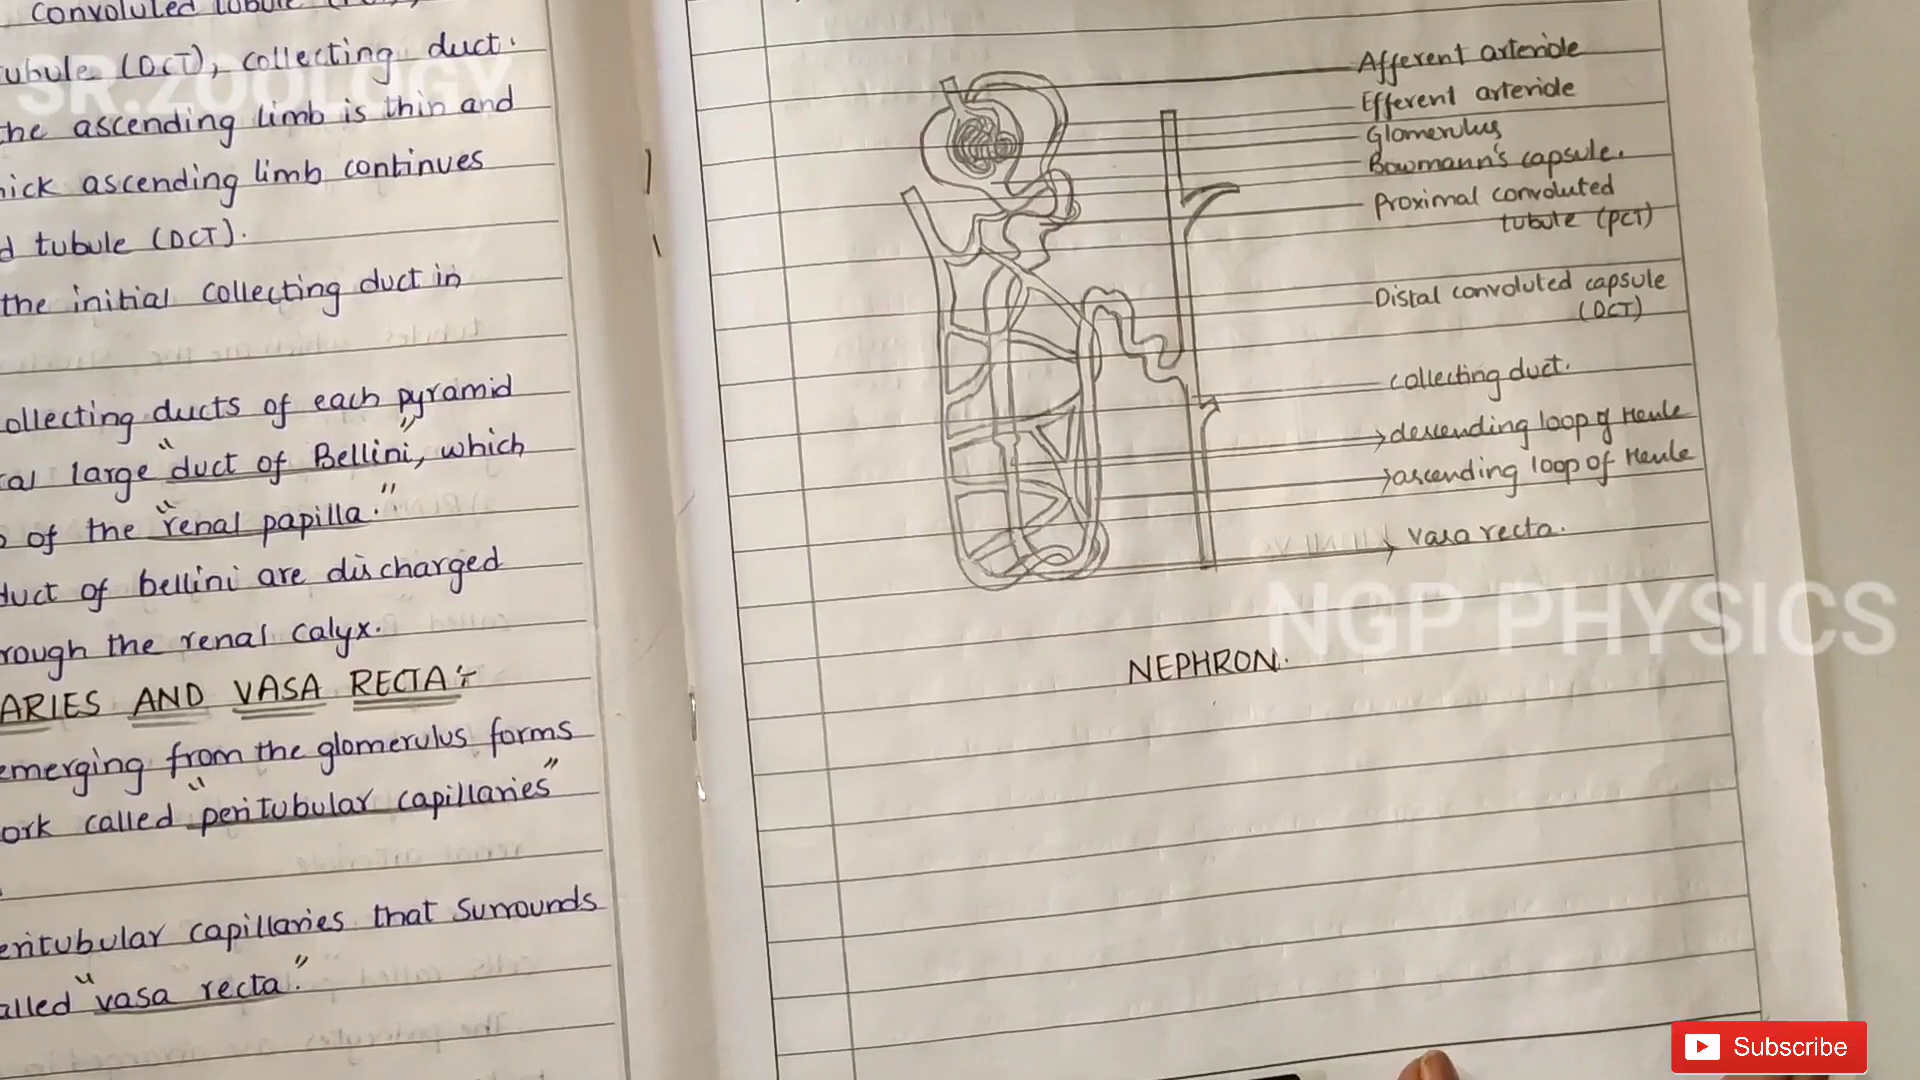 Convoluted tubule
ubule (DCT), collecting duct.
SR.ZOOLOGY
he ascending limb is thin and
hick ascending limb continues
d tubule (DCT).
the initial collecting duct in
ollecting ducts of each pyramid
ral large "duct of Bellini", which
of the "renal papilla."
duct of bellini are discharged
rough the renal calyx.
ARIES AND VASA RECTA :-
emerging from the glomerulus forms
ork called "peritubular capillaries"
eritubular capillaries that surrounds
alled "vasa recta."
Afferent arteriole
Efferent arteriole
Glomerulus
Bowmann's capsule.
Proximal convoluted
tubule (PCT)
Distal convoluted capsule
(DCT)
collecting duct.
descending loop of Henle
ascending loop of Henle
vasa recta.
NGP PHYSICS
NEPHRON.
Subscribe